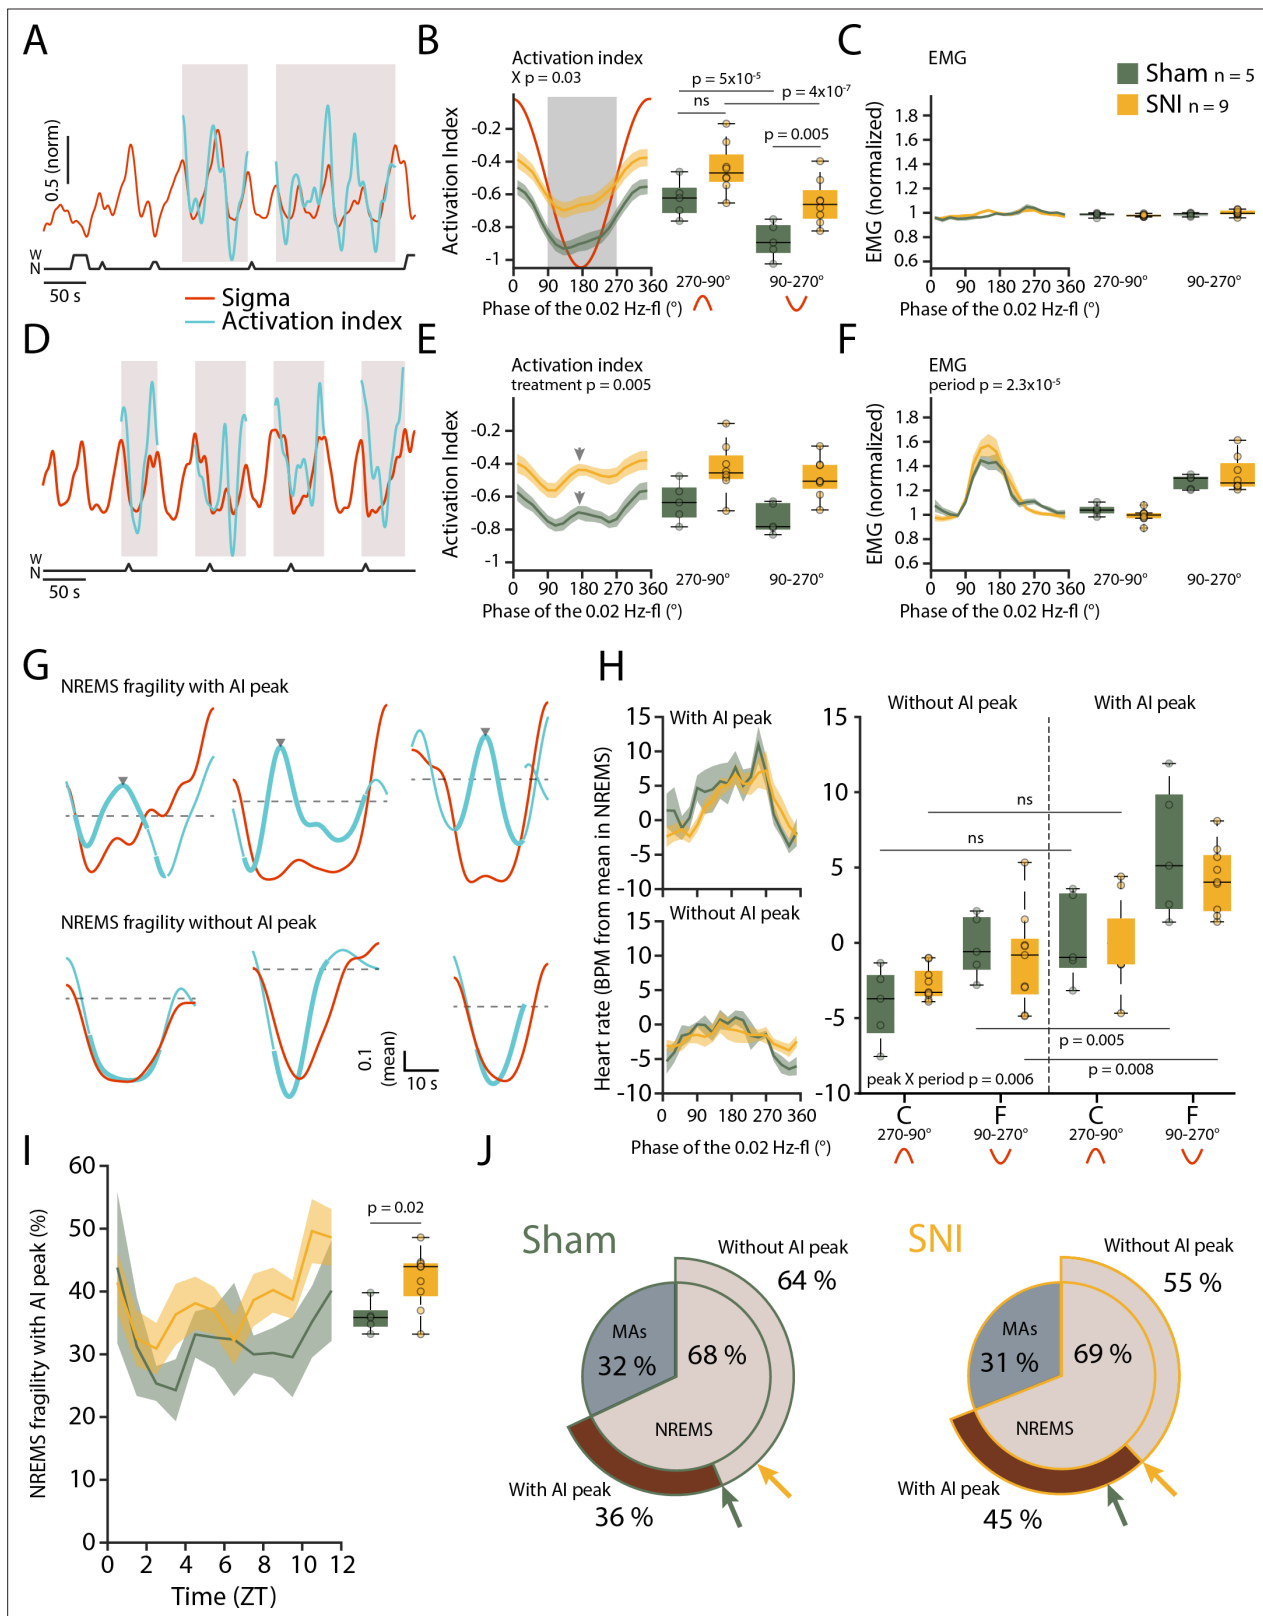 A
0.5 (norm)
W
N
50 s
Sigma
Activation index
B
Activation index
X p = 0.03
Activation Index
-0.2
-0.4
-0.6
-0.8
-1
0 90 180 270 360
Phase of the 0.02 Hz-fl (°)
p = 5x10-5
p = 4x10-7
ns
p = 0.005
270-90°
90-270°
C
EMG
Sham n = 5
SNI n = 9
EMG (normalized)
1.8
1.6
1.4
1.2
1
0.8
0.6
0 90 180 270 360
270-90°
90-270°
Phase of the 0.02 Hz-fl (°)
D
W
N
50 s
E
Activation index
treatment p = 0.005
Activation Index
-0.2
-0.4
-0.6
-0.8
-1
0 90 180 270 360
270-90°
90-270°
Phase of the 0.02 Hz-fl (°)
F
EMG
period p = 2.3x10-5
EMG (normalized)
1.8
1.6
1.4
1.2
1
0.8
0.6
0 90 180 270 360
270-90°
90-270°
Phase of the 0.02 Hz-fl (°)
G
NREMS fragility with AI peak
NREMS fragility without AI peak
0.1
(mean)
10 s
H
Heart rate (BPM from mean in NREMS)
With AI peak
15
10
5
0
-5
-10
Without AI peak
15
10
5
0
-5
-10
0 90 180 270 360
Phase of the 0.02 Hz-fl (°)
Without AI peak
With AI peak
15
10
5
0
-5
-10
ns
ns
p = 0.005
p = 0.008
peak X period p = 0.006
C F C F
270-90° 90-270° 270-90° 90-270°
I
NREMS fragility with AI peak (%)
60
50
40
30
20
10
0
0 2 4 6 8 10 12
Time (ZT)
p = 0.02
J
Sham
Without AI peak
64 %
MAs
32 %
68 %
NREMS
With AI peak
36 %
SNI
Without AI peak
55 %
MAs
31 %
69 %
NREMS
With AI peak
45 %